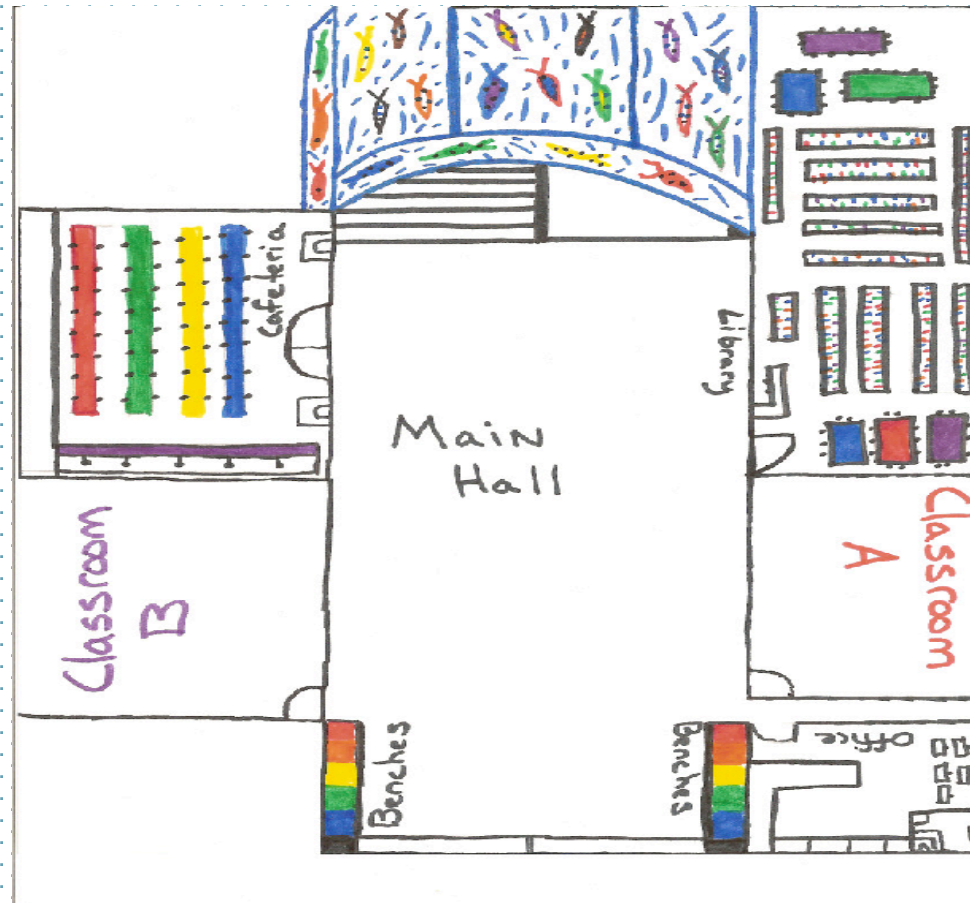 Cafeteria
Library
Main
Hall
Classroom
B
Classroom
A
Benches
Benches
Office